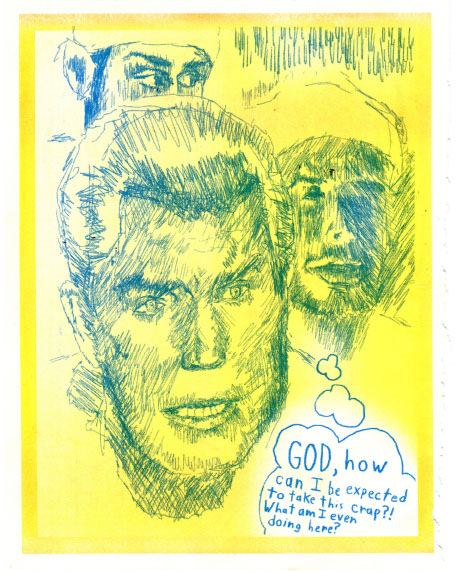 GOD, how
can I be expected
to take this crap?!
What am I even
doing here?